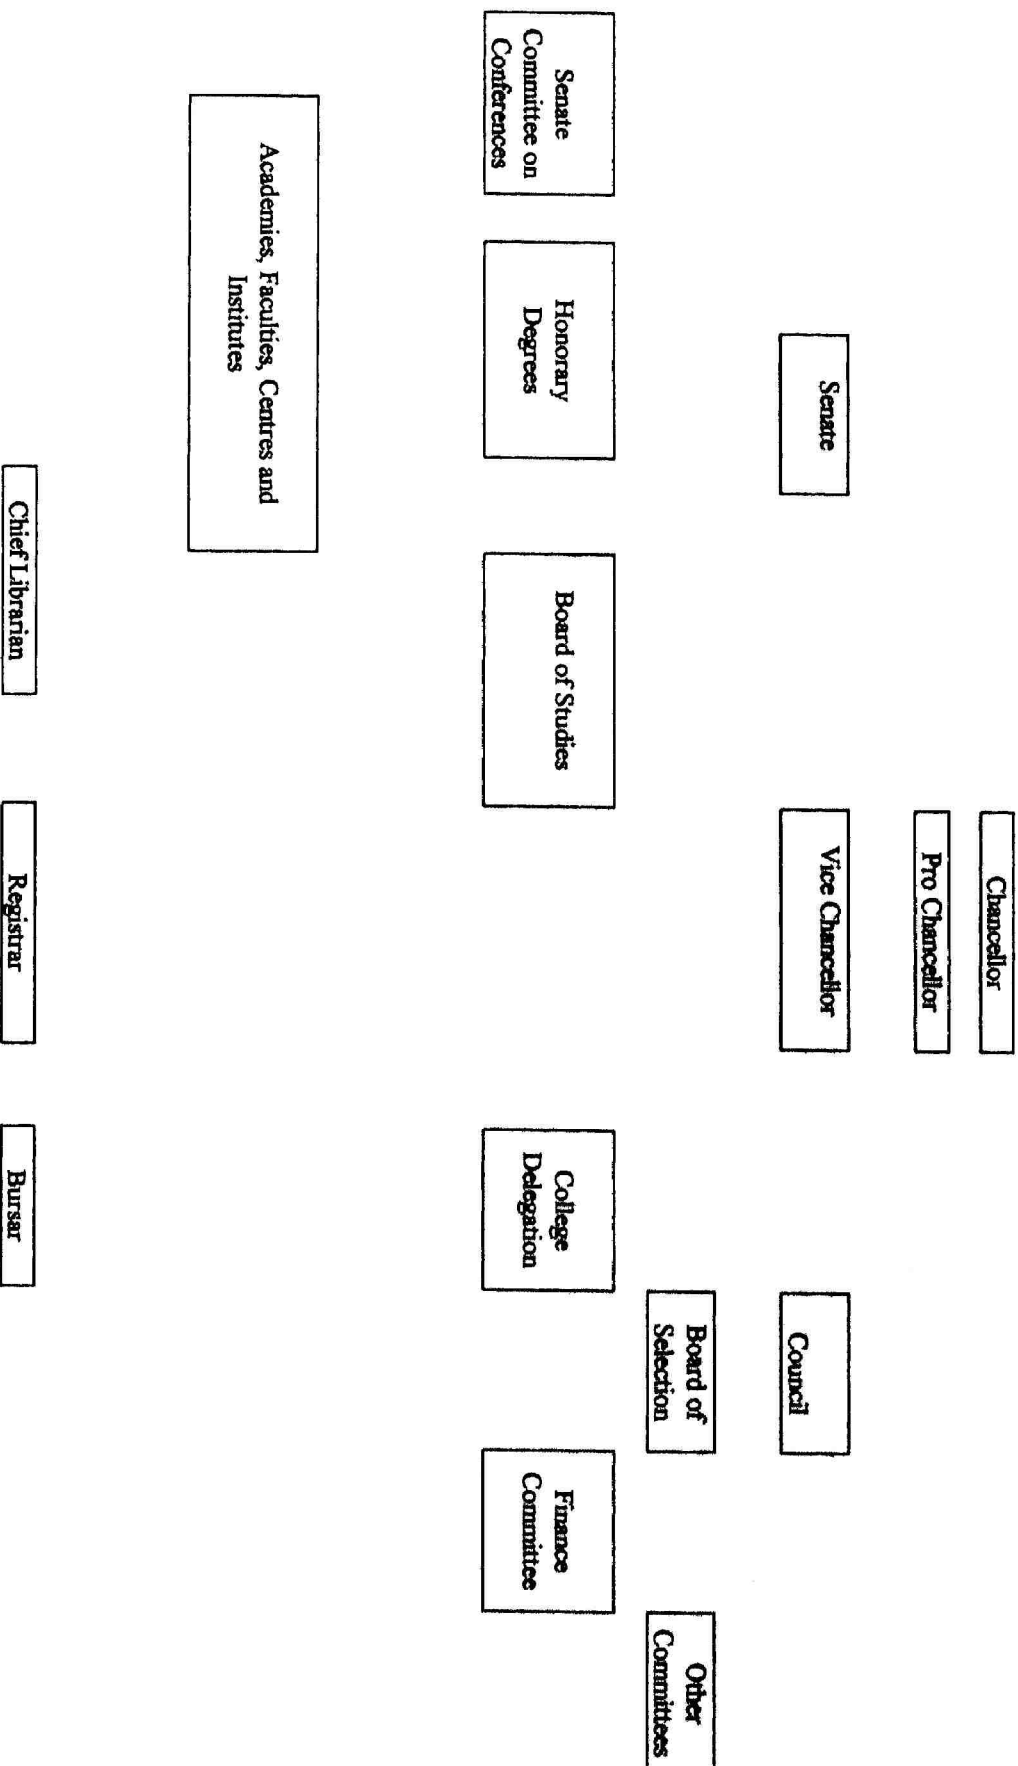 Chancellor
Pro Chancellor
Senate
Vice Chancellor
Council
Board of
Selection
Other
Committees
Senate
Committee on
Conferences
Honorary
Degrees
Board of Studies
College
Delegation
Finance
Committee
Academies, Faculties, Centres and
Institutes
Chief Librarian
Registrar
Bursar